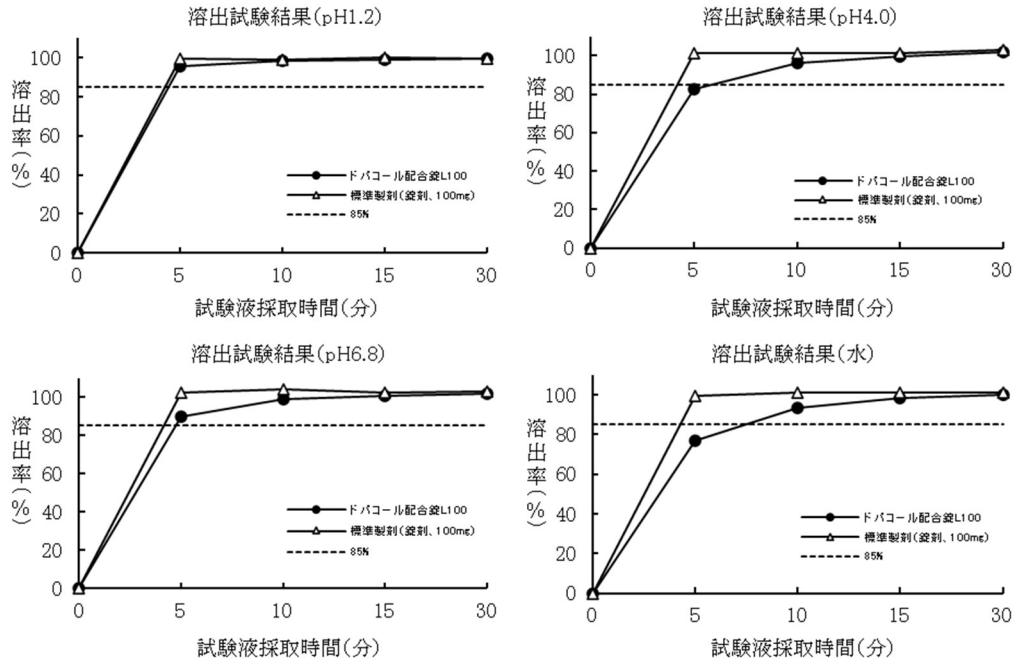 溶出試験結果(pH1.2)
溶出率(%)
100
80
60
40
20
0
ドパコール配合錠L100
標準製剤(錠剤、100mg)
85%
0 5 10 15 30
試験液採取時間(分)
溶出試験結果(pH4.0)
溶出率(%)
100
80
60
40
20
0
ドパコール配合錠L100
標準製剤(錠剤、100mg)
85%
0 5 10 15 30
試験液採取時間(分)
溶出試験結果(pH6.8)
溶出率(%)
100
80
60
40
20
0
ドパコール配合錠L100
標準製剤(錠剤、100mg)
85%
0 5 10 15 30
試験液採取時間(分)
溶出試験結果(水)
溶出率(%)
100
80
60
40
20
0
ドパコール配合錠L100
標準製剤(錠剤、100mg)
85%
0 5 10 15 30
試験液採取時間(分)